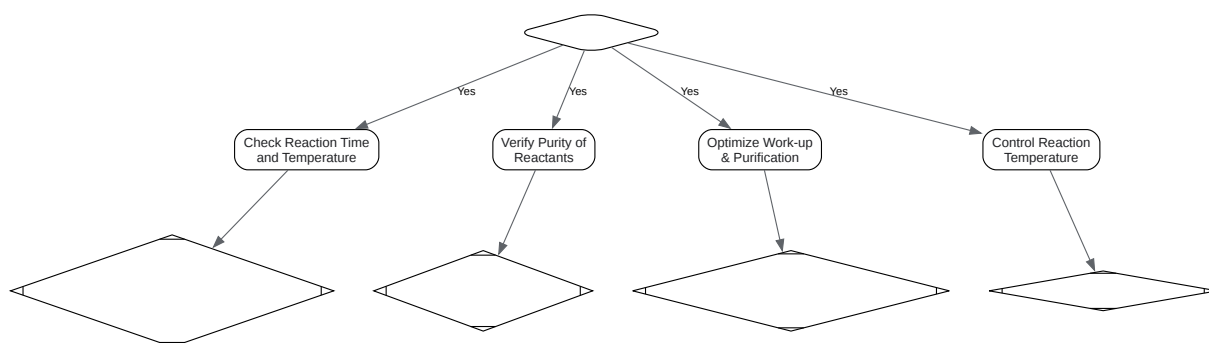 Yes
Yes
Yes
Yes
Check Reaction Time
and Temperature
Verify Purity of
Reactants
Optimize Work-up
& Purification
Control Reaction
Temperature